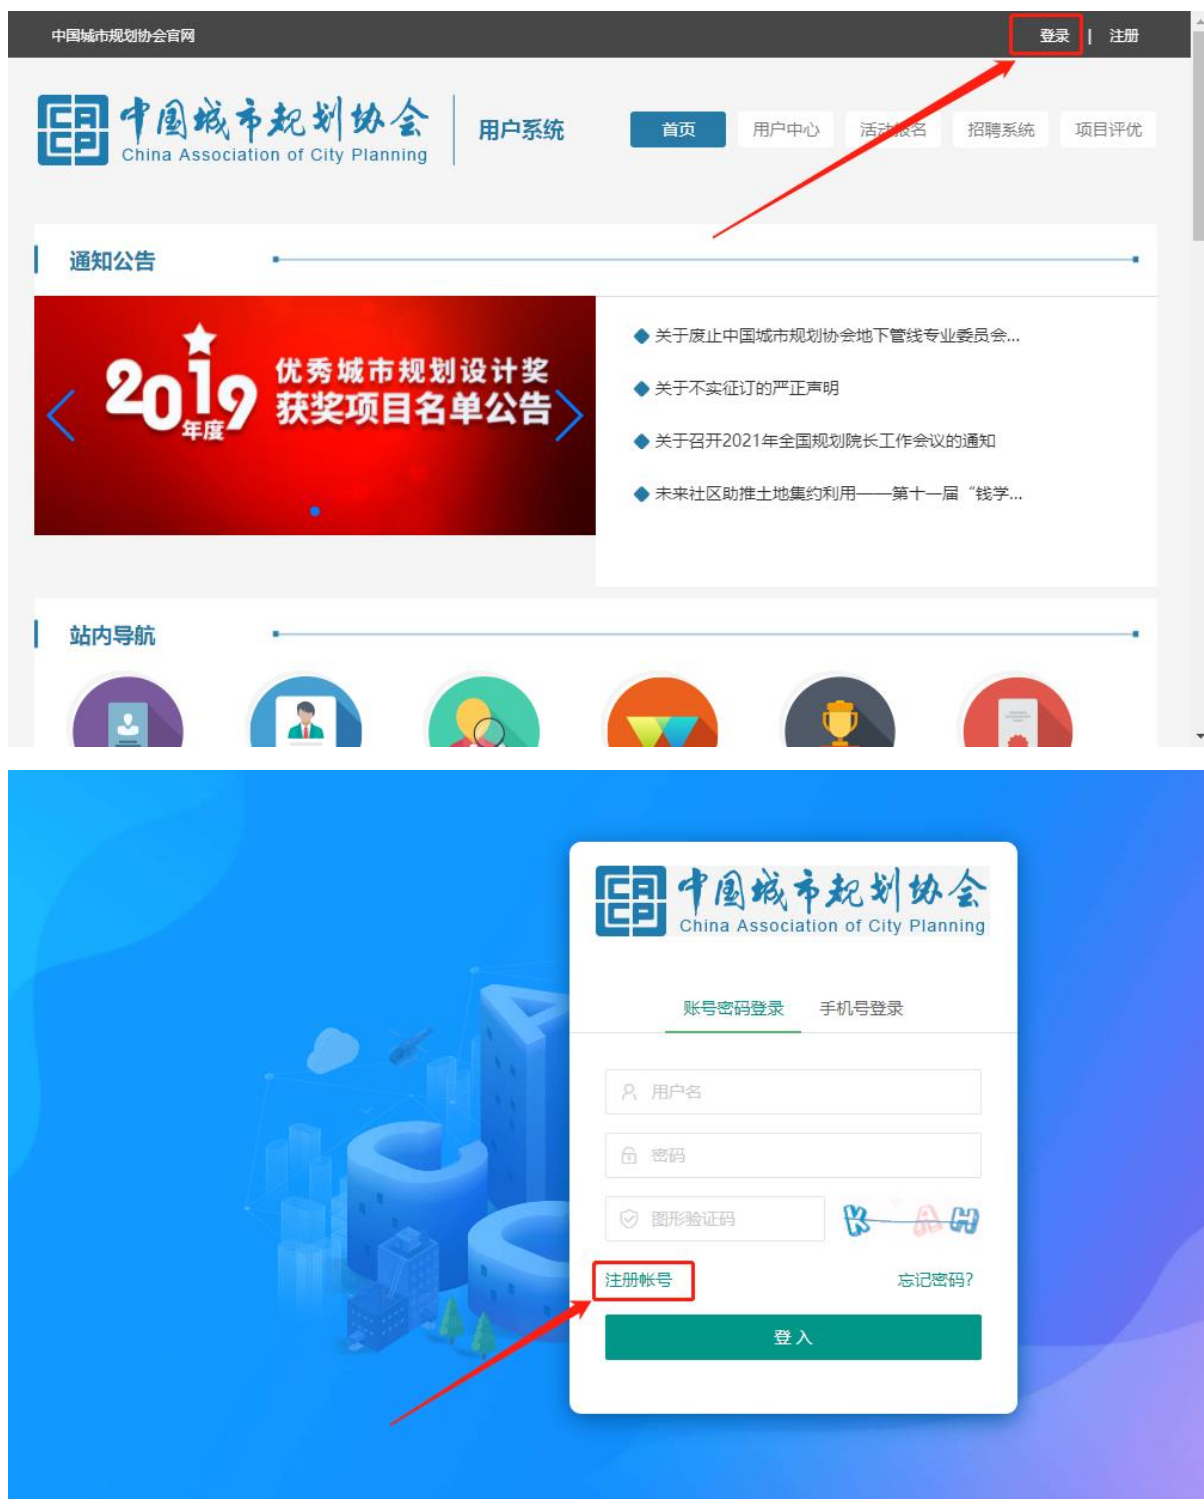 中国城市规划协会官网
登录 | 注册
中国城市规划协会
China Association of City Planning
用户系统
首页
用户中心
活动报名
招聘系统
项目评优
通知公告
2019
年度
优秀城市规划设计奖
获奖项目名单公告
关于废止中国城市规划协会地下管线专业委员会...
关于不实征订的严正声明
关于召开2021年全国规划院长工作会议的通知
未来社区助推土地集约利用——第十一届“钱学...
站内导航
中国城市规划协会
China Association of City Planning
账号密码登录
手机号登录
用户名
密码
图形验证码
注册帐号
忘记密码?
登入